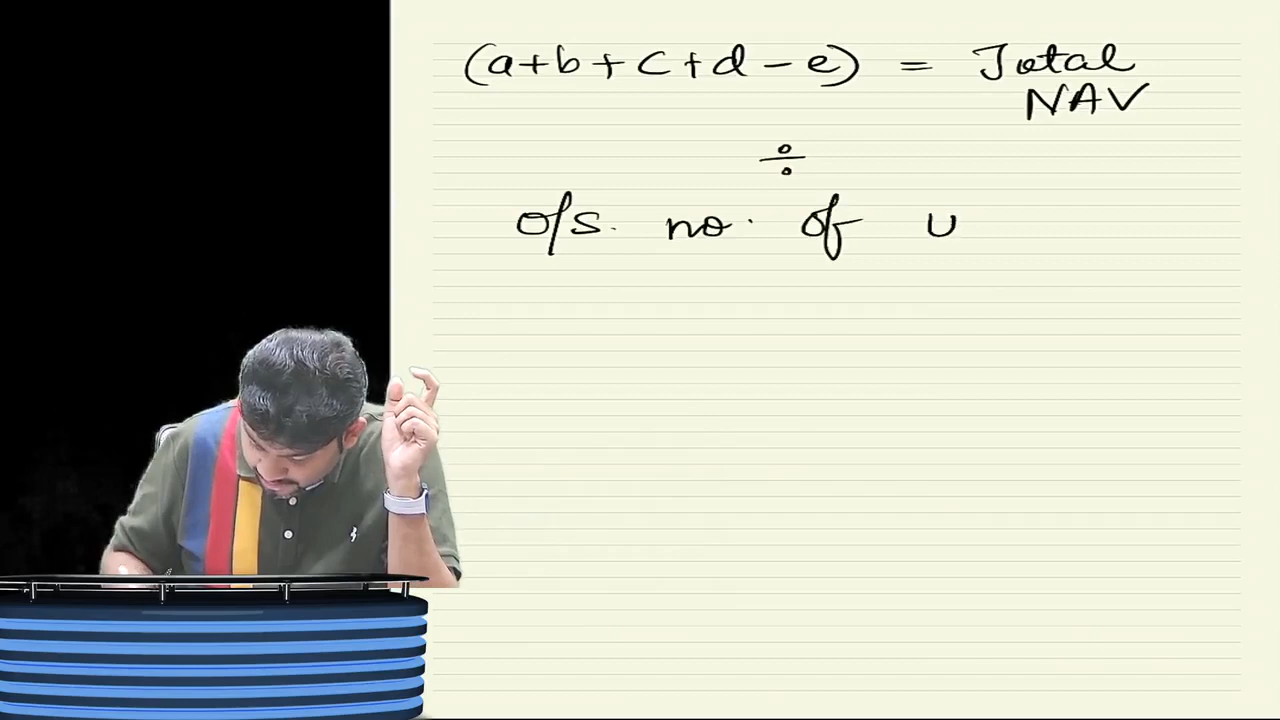 (a+b+c+d-e) = Total
NAV
÷
o/s. no. of u